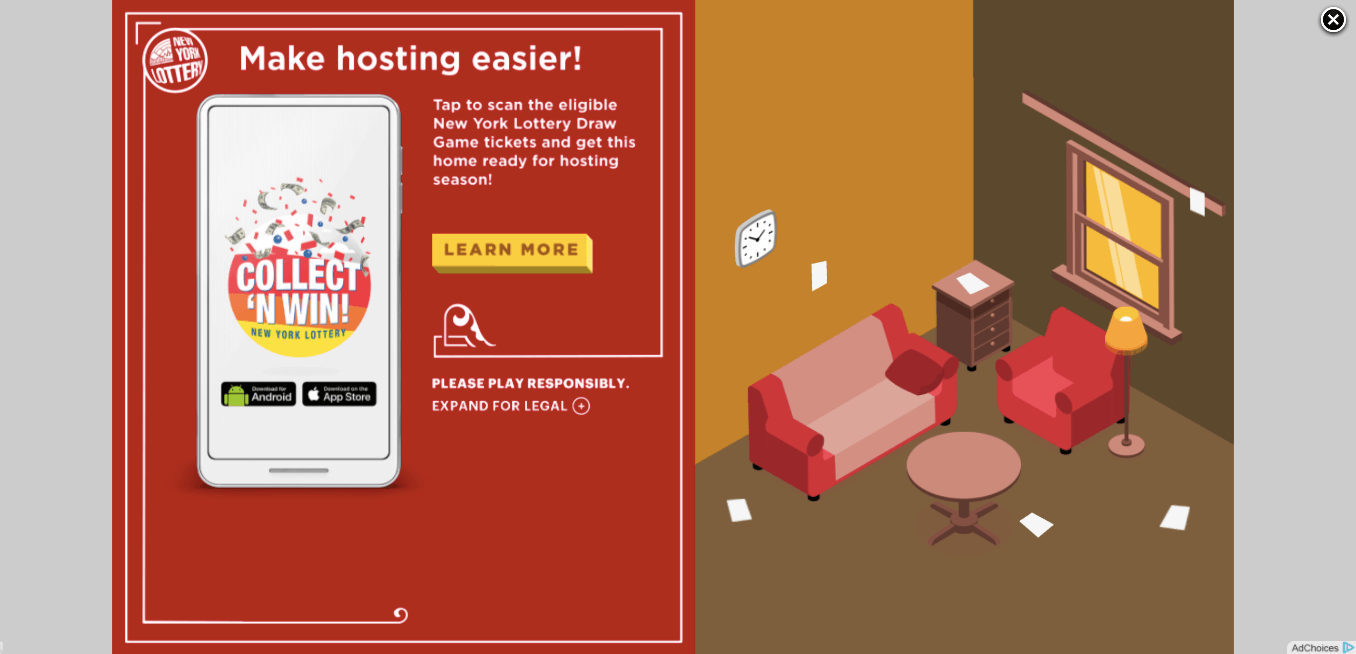 NEW
YORK
LOTTERY
Make hosting easier!
Tap to scan the eligible
New York Lottery Draw
Game tickets and get this
home ready for hosting
season!
LEARN MORE
COLLECT
‘N WIN!
NEW YORK LOTTERY
Download for
Android
Download on the
App Store
PLEASE PLAY RESPONSIBLY.
EXPAND FOR LEGAL
AdChoices